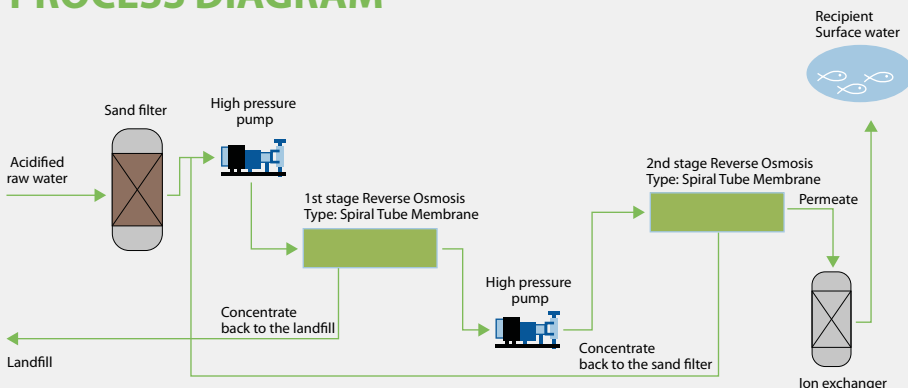 PROCESS DIAGRAM
Recipient
Surface water
Sand filter
High pressure
pump
Acidified
raw water
1st stage Reverse Osmosis
Type: Spiral Tube Membrane
2nd stage Reverse Osmosis
Type: Spiral Tube Membrane
Permeate
High pressure
pump
Concentrate
back to the landfill
Landfill
Concentrate
back to the sand filter
Ion exchanger